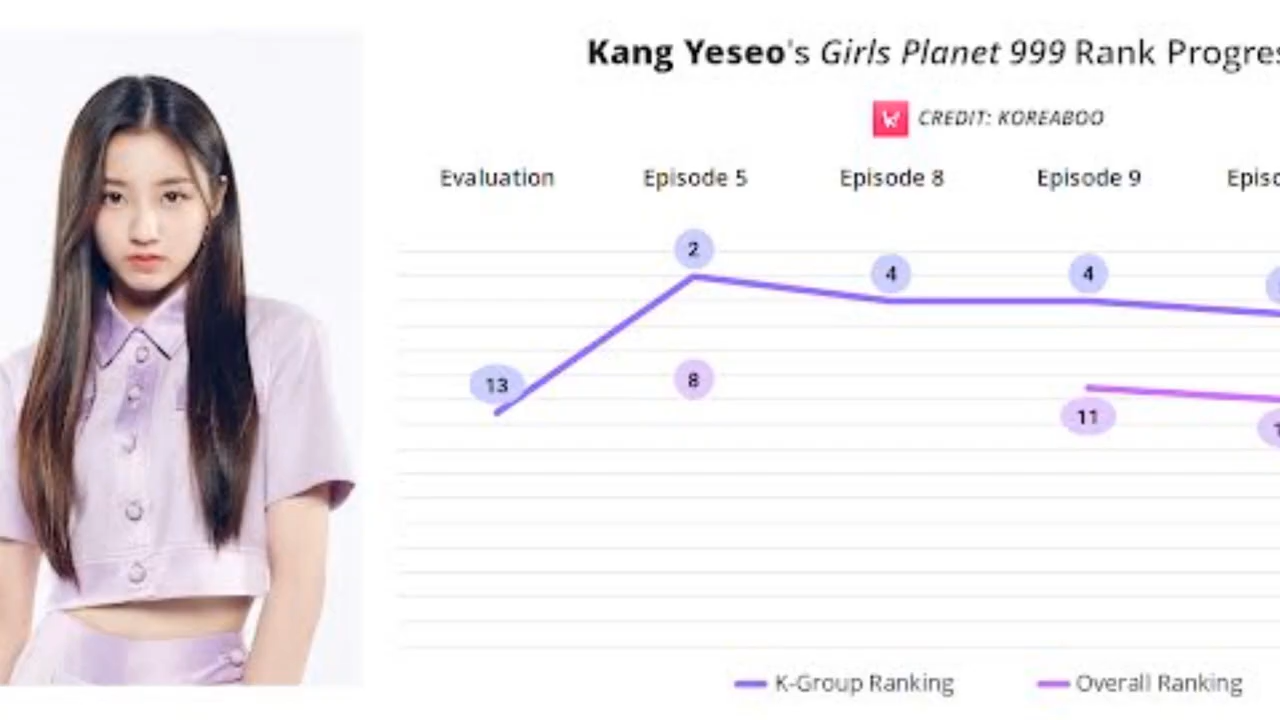 Kang Yeseo's Girls Planet 999 Rank Progres
CREDIT: KOREABOO
Evaluation Episode 5 Episode 8 Episode 9 Episo
2
4 4
13
8
11
K-Group Ranking Overall Ranking